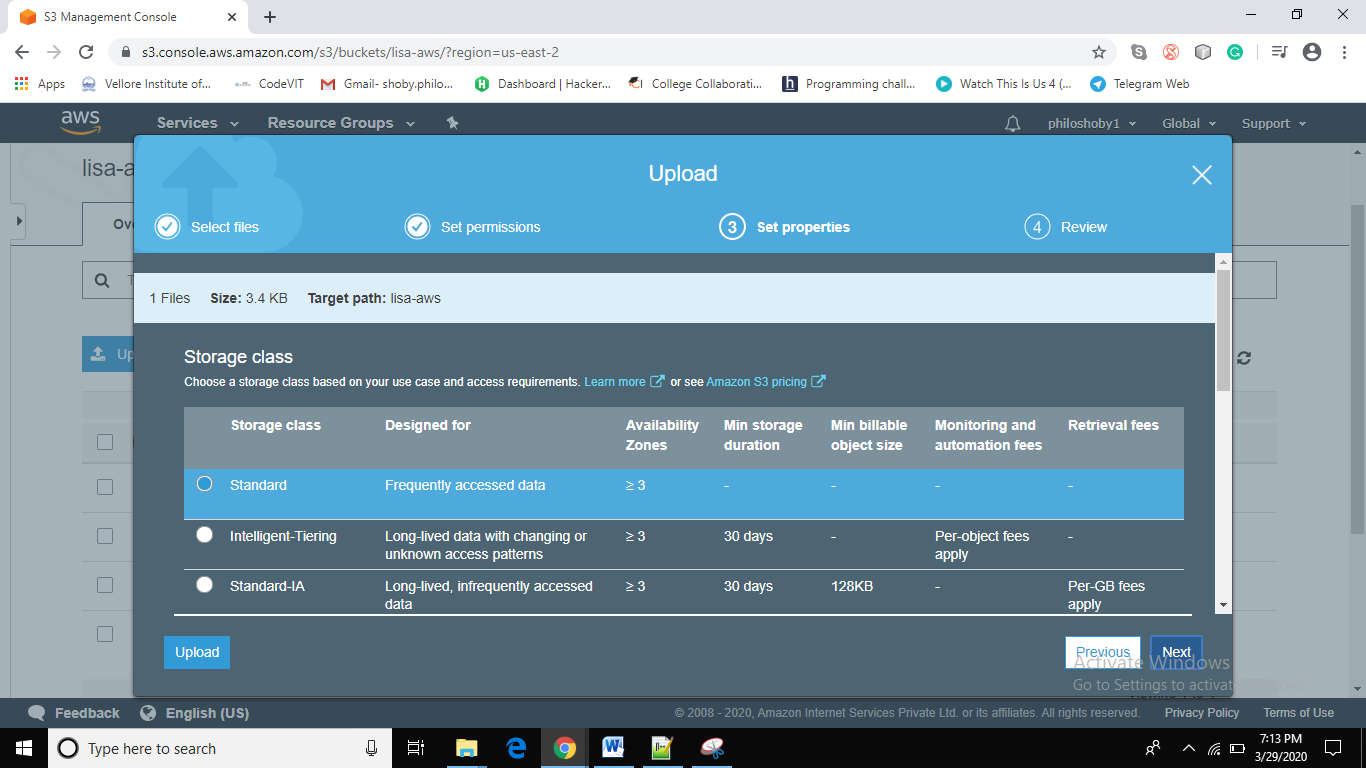 S3 Management Console
s3.console.aws.amazon.com/s3/buckets/lisa-aws/?region=us-east-2
Apps Vellore Institute of... CodeVIT Gmail- shoby.philo... Dashboard | Hacker... College Collaborati... Programming chall... Watch This Is Us 4 (... Telegram Web
aws Services Resource Groups philoshoby1 Global Support
lisa-a
Upload
Ov
Select files Set permissions 3 Set properties 4 Review
1 Files Size: 3.4 KB Target path: lisa-aws
Up
Storage class
Choose a storage class based on your use case and access requirements. Learn more or see Amazon S3 pricing
Storage class Designed for Availability Zones Min storage duration Min billable object size Monitoring and automation fees Retrieval fees
Standard Frequently accessed data ≥ 3 - - - -
Intelligent-Tiering Long-lived data with changing or unknown access patterns ≥ 3 30 days - Per-object fees apply -
Standard-IA Long-lived, infrequently accessed data ≥ 3 30 days 128KB - Per-GB fees apply
Upload Previous Next
Activate Windows
Go to Settings to activat
Feedback English (US) © 2008 - 2020, Amazon Internet Services Private Ltd. or its affiliates. All rights reserved. Privacy Policy Terms of Use
Type here to search
7:13 PM
3/29/2020